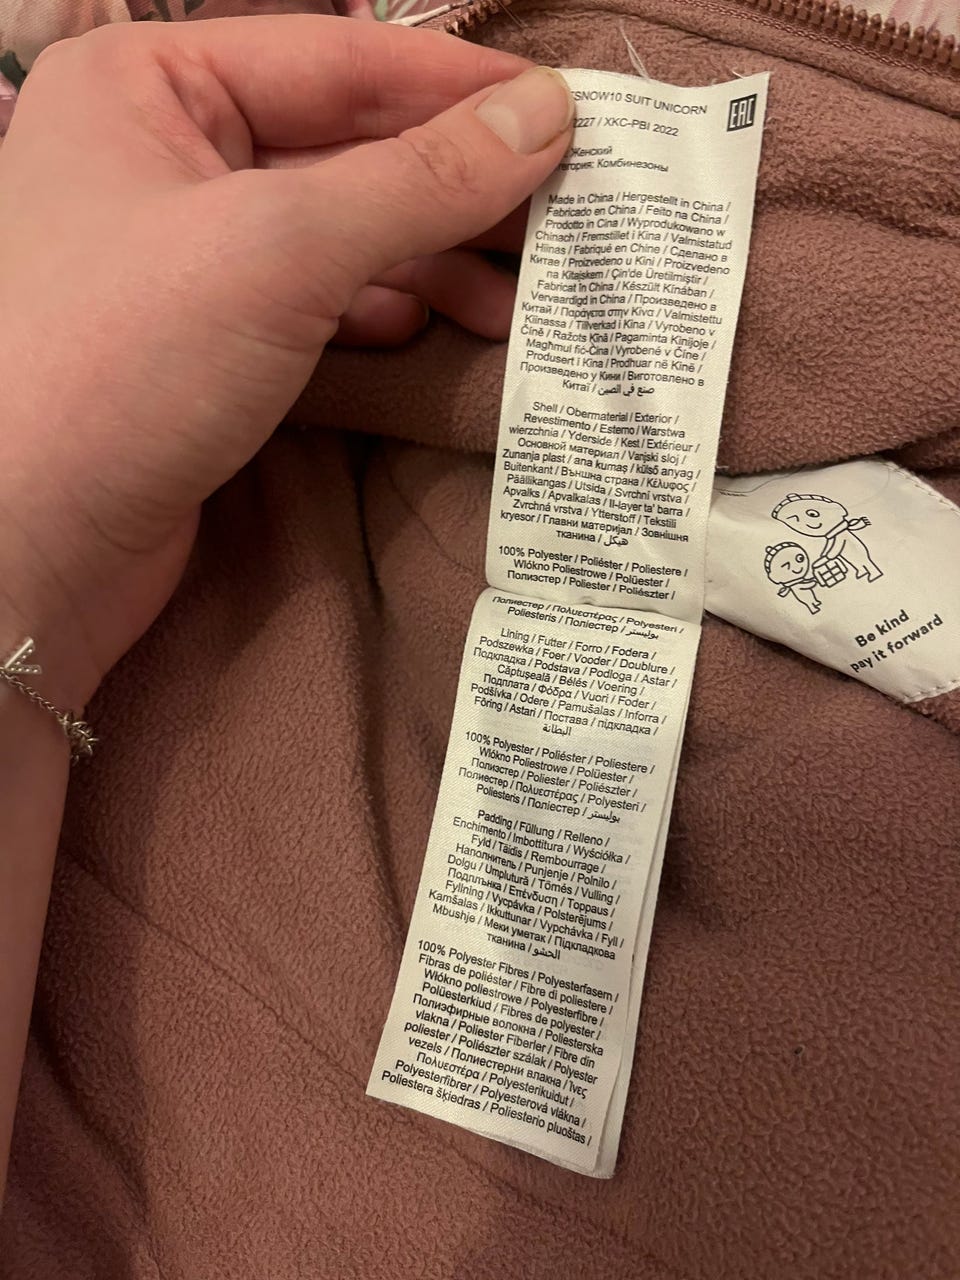 SNOW10 SUIT UNICORN
EAC
2227 / XKC-PBI 2022
Женский
Комбинезоны
Made in China / Hergestellt in China /
Fabricado en China / Feito na China /
Prodotto in Cina / Wyprodukowano w
Chinach / Fremstillet i Kina / Valmistatud
Hiinas / Fabriqué en Chine / Сделано в
Китае / Proizvedeno u Kini / Proizvedeno
na Kitajskem / Çin'de Üretilmiştir /
Fabricat în China / Készült Kínában /
Vervaardigd in China / Произведено в
Китай / Παράγεται στην Κίνα / Valmistettu
Kiinassa / Tillverkad i Kina / Vyrobeno v
Číně / Ražots Ķīnā / Pagaminta Kinijoje /
Magħmul fiċ-Ċina / Vyrobené v Číne /
Produsert i Kina / Prodhuar në Kinë /
Произведено у Кини / Виготовлено в
Китаї / صنع في الصين
Shell / Obermaterial / Exterior /
Revestimento / Esterno / Warstwa
wierzchnia / Yderside / Kest / Extérieur /
Основной материал / Vanjski sloj /
Zunanja plast / ana kumaş / külső anyag /
Buitenkant / Външна страна / Κέλυφος /
Päällikangas / Utsida / Svrchní vrstva /
Apvalks / Apvalkalas / Il-layer ta' barra /
Zvrchná vrstva / Ytterstoff / Tekstili
kryesor / Главни материјал / Зовнішня
тканина / هيكل
100% Polyester / Poliéster / Poliestere /
Włókno Poliestrowe / Polüester /
Полиэстер / Poliester / Poliészter /
Полиестер / Πολυεστέρας / Polyesteri /
Poliesteris / Поліестер / بوليستر
Lining / Futter / Forro / Fodera /
Podszewka / Foer / Vooder / Doublure /
Подкладка / Podstava / Podloga / Astar /
Căptușeală / Bélés / Voering /
Подплата / Φόδρα / Vuori / Foder /
Podšívka / Odere / Pamušalas / Inforra /
Fôring / Astari / Постава / підкладка /
البطانة
100% Polyester / Poliéster / Poliestere /
Włókno Poliestrowe / Polüester /
Полиэстер / Poliester / Poliészter /
Полиестер / Πολυεστέρας / Polyesteri /
Poliesteris / Поліестер / بوليستر
Padding / Füllung / Relleno /
Enchimento / Imbottitura / Wyściółka /
Fyld / Täidis / Rembourrage /
Наполнитель / Punjenje / Polnilo /
Dolgu / Umplutură / Tömés / Vulling /
Подплънка / Επένδυση / Toppaus /
Fyllning / Vycpávka / Polsterējums /
Kamšalas / Ikkuttunar / Vypchávka / Fyll /
Mbushje / Меки уметак / Підкладкова
тканина / الحشو
100% Polyester Fibres / Polyesterfasern /
Fibras de poliéster / Fibre di poliestere /
Włókno poliestrowe / Polyesterfibre /
Polüesterkiud / Fibres de polyester /
Полиэфирные волокна / Poliesterska
vlakna / Poliester Fiberler / Fibre din
poliester / Poliészter szálak / Polyester
vezels / Полиестерни влакна / Ίνες
Πολυεστέρα / Polyesterikuidut /
Polyesterfibrer / Polyesterová vlákna /
Poliestera šķiedras / Poliesterio pluoštas /
Be kind
pay it forward